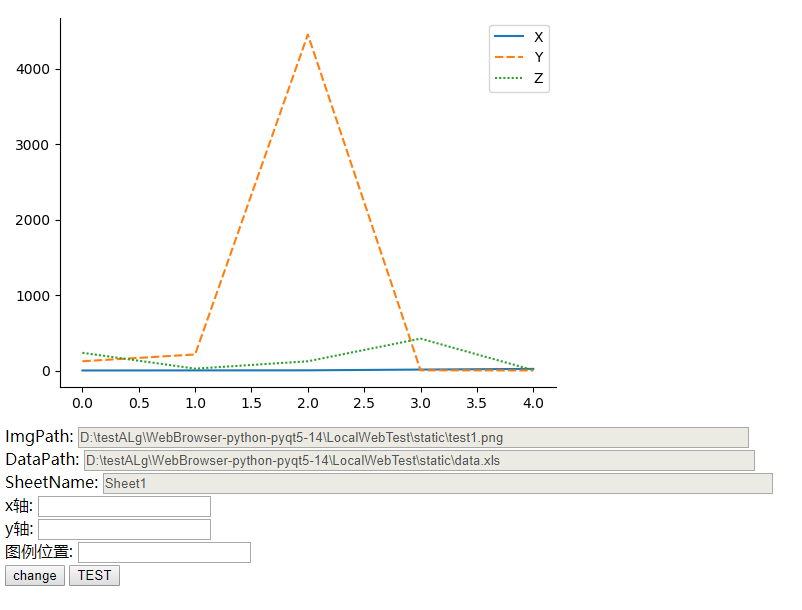 X
Y
Z
4000
3000
2000
1000
0
0.0 0.5 1.0 1.5 2.0 2.5 3.0 3.5 4.0
ImgPath: D:\testALg\WebBrowser-python-pyqt5-14\LocalWebTest\static\test1.png
DataPath: D:\testALg\WebBrowser-python-pyqt5-14\LocalWebTest\static\data.xls
SheetName: Sheet1
x轴:
y轴:
图例位置:
change TEST